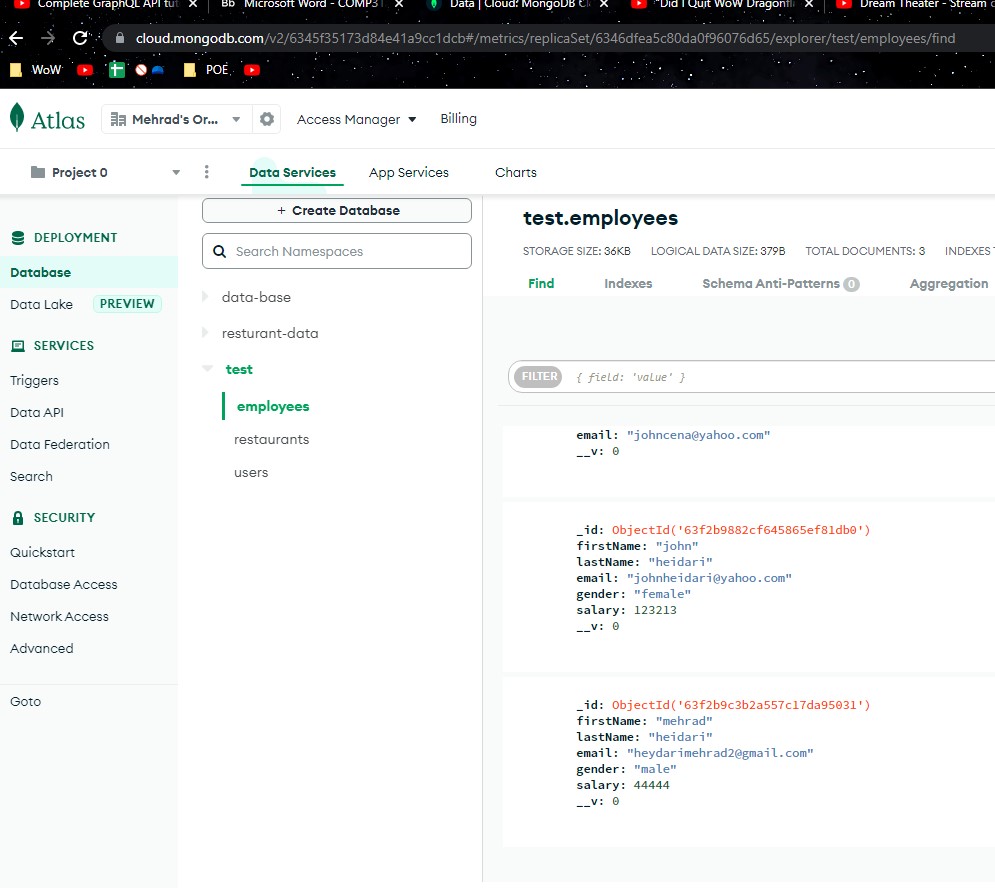 Complete GraphQL API tut
Bb Microsoft Word - COMP31
Data | Cloud: MongoDB Cl
"Did I Quit WoW Dragonfli
Dream Theater - Stream o
cloud.mongodb.com/v2/6345f35173d84e41a9cc1dcb#/metrics/replicaSet/6346dfea5c80da0f96076d65/explorer/test/employees/find
WoW
POE
Atlas
Mehrad's Or...
Access Manager
Billing
Project 0
Data Services
App Services
Charts
DEPLOYMENT
Database
Data Lake PREVIEW
SERVICES
Triggers
Data API
Data Federation
Search
SECURITY
Quickstart
Database Access
Network Access
Advanced
Goto
+ Create Database
Search Namespaces
data-base
resturant-data
test
employees
restaurants
users
test.employees
STORAGE SIZE: 36KB LOGICAL DATA SIZE: 379B TOTAL DOCUMENTS: 3 INDEXES T
Find Indexes Schema Anti-Patterns 0 Aggregation
FILTER { field: 'value' }
email: "johncena@yahoo.com"
__v: 0
_id: ObjectId('63f2b9882cf645865ef81db0')
firstName: "john"
lastName: "heidari"
email: "johnheidari@yahoo.com"
gender: "female"
salary: 123213
__v: 0
_id: ObjectId('63f2b9c3b2a557c17da95031')
firstName: "mehrad"
lastName: "heidari"
email: "heydarimehrad2@gmail.com"
gender: "male"
salary: 44444
__v: 0